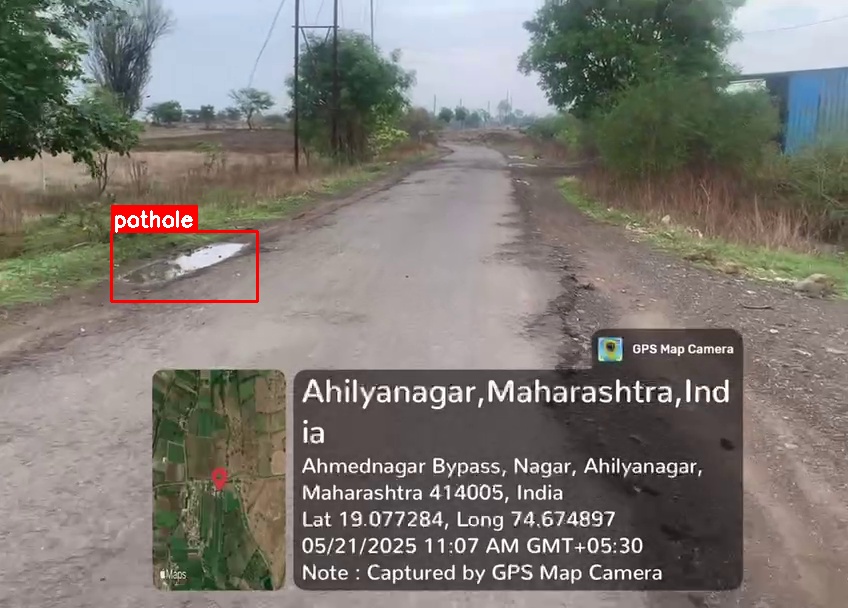 pothole
GPS Map Camera
Ahilyanagar,Maharashtra,Ind
ia
Ahmednagar Bypass, Nagar, Ahilyanagar,
Maharashtra 414005, India
Lat 19.077284, Long 74.674897
05/21/2025 11:07 AM GMT+05:30
Note : Captured by GPS Map Camera
Maps